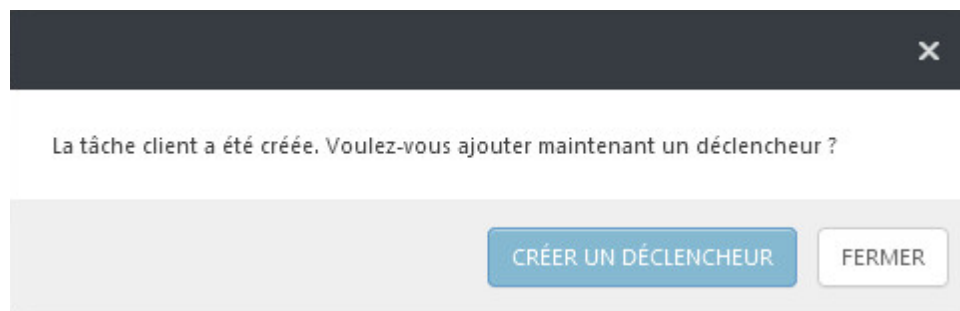 La tâche client a été créée. Voulez-vous ajouter maintenant un déclencheur ?
CRÉER UN DÉCLENCHEUR
FERMER